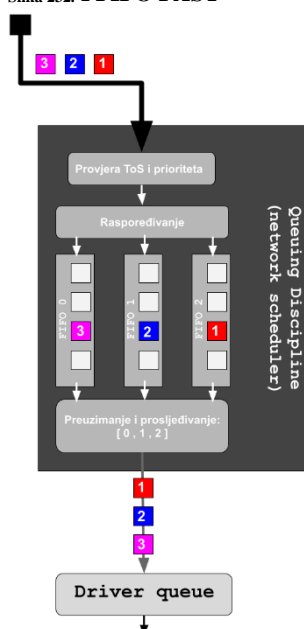 3 2 1
Provjera ToS i prioriteta
Raspoređivanje
FIFO 0
FIFO 1
FIFO 2
3
2
1
Preuzimanje i prosljeđivanje:
[ 0 , 1 , 2 ]
Queuing Discipline
(network scheduler)
1
2
3
Driver queue